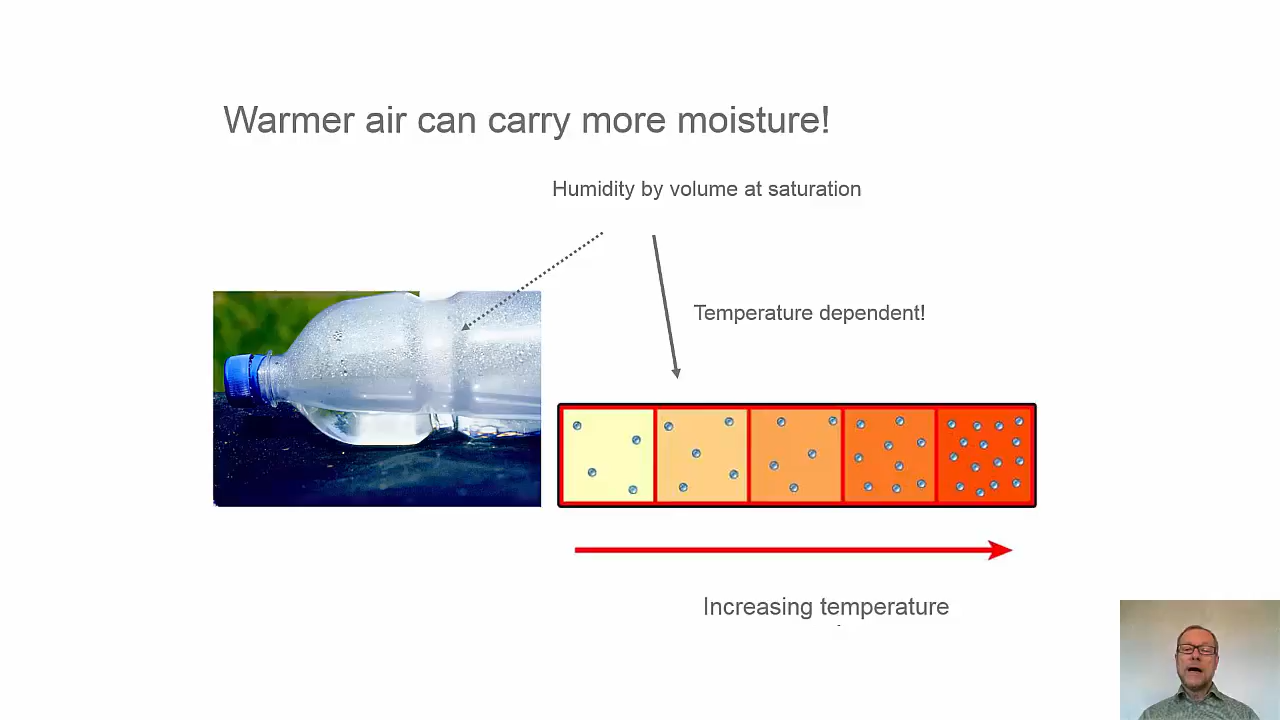 Warmer air can carry more moisture!
Humidity by volume at saturation
Temperature dependent!
Increasing temperature